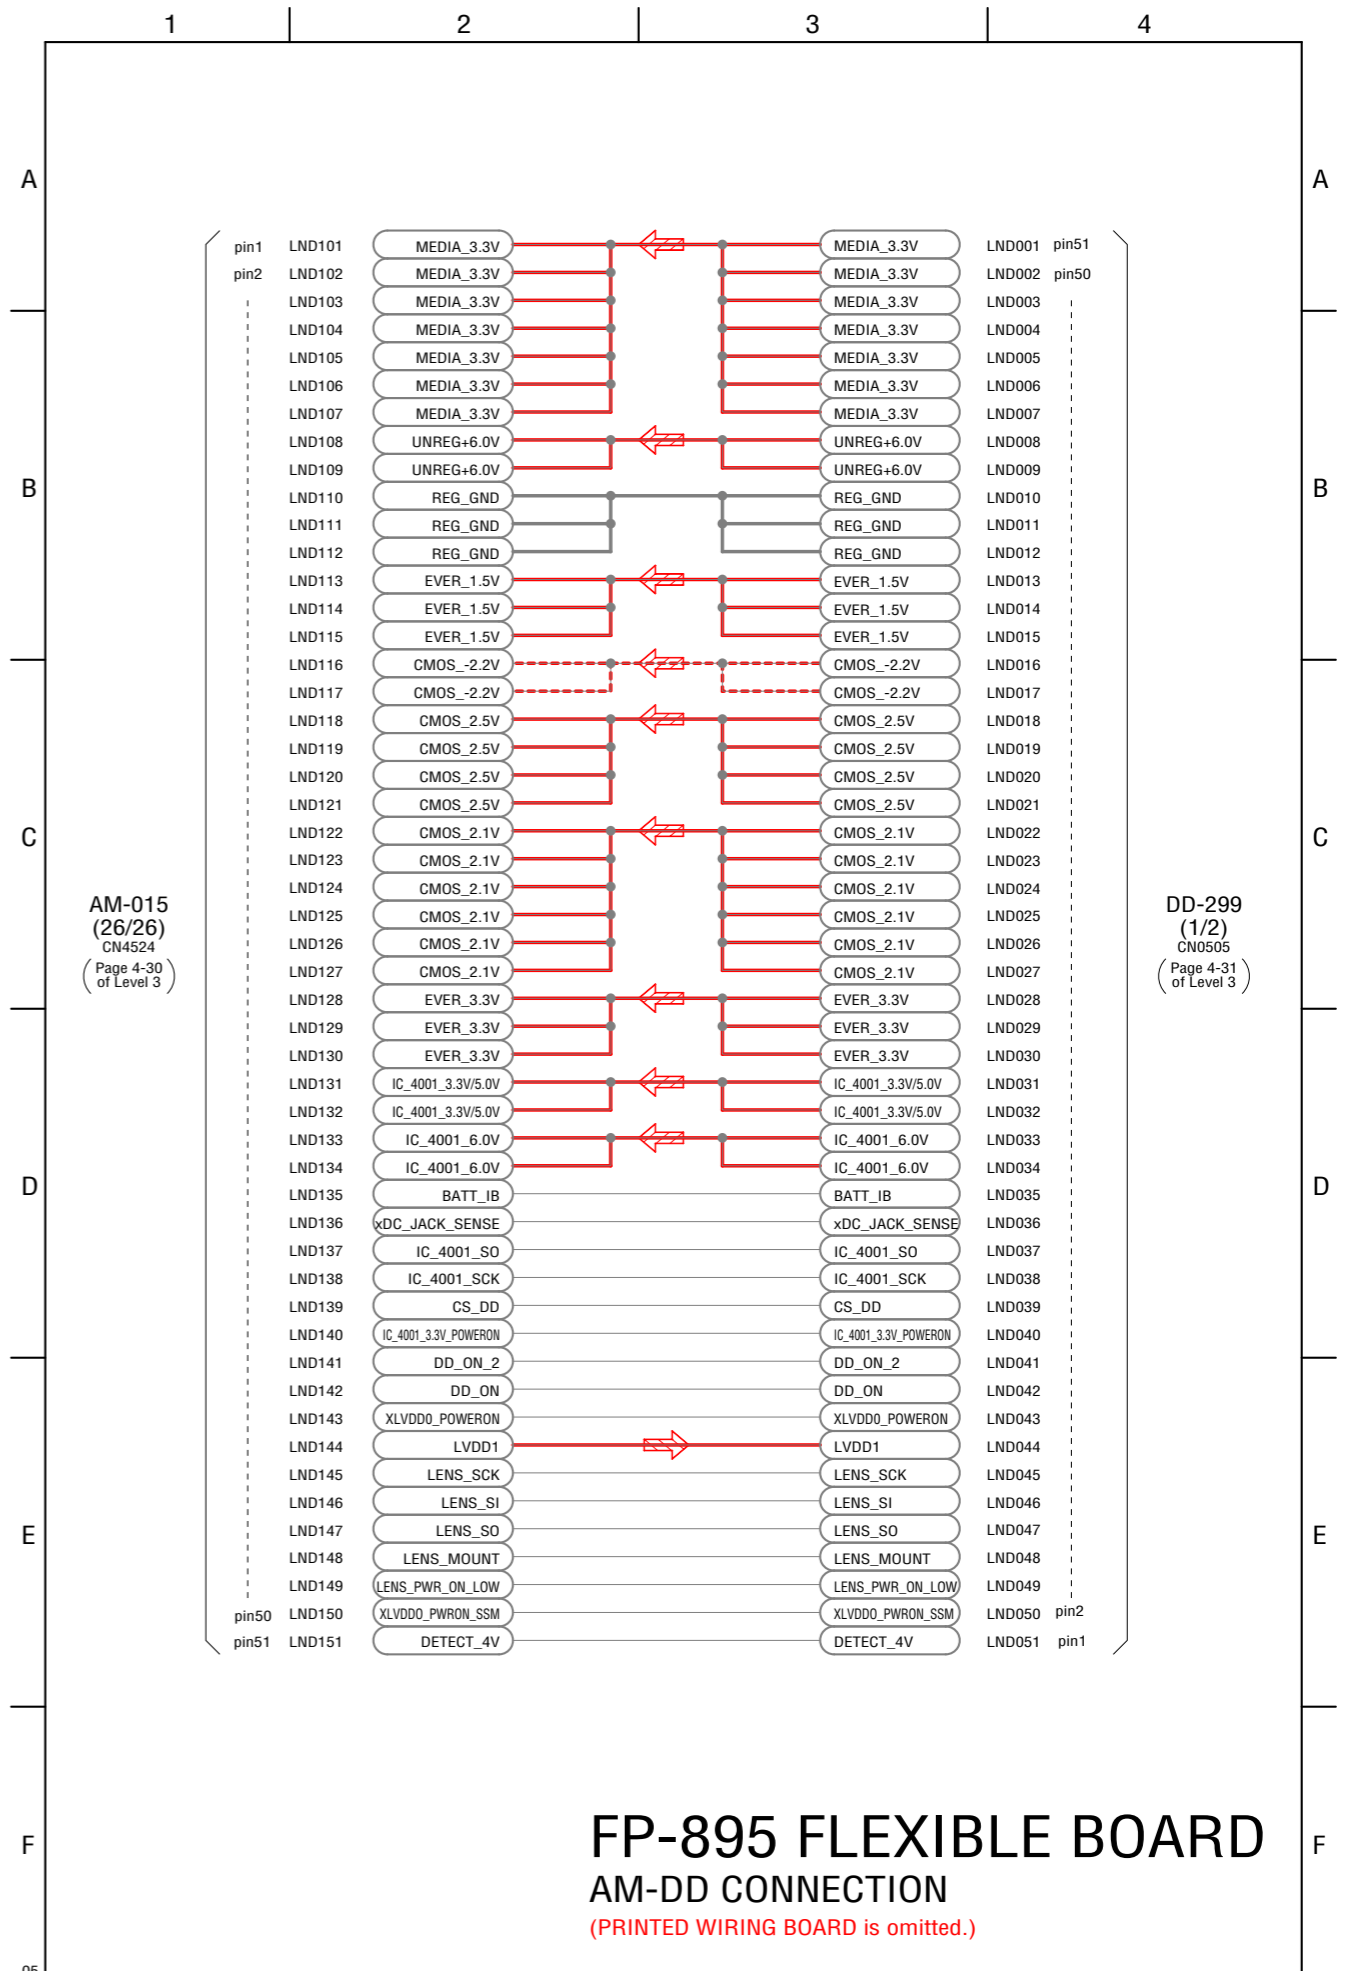 1 2 3 4
A A
pin1 LND101 MEDIA_3.3V MEDIA_3.3V LND001 pin51
pin2 LND102 MEDIA_3.3V MEDIA_3.3V LND002 pin50
LND103 MEDIA_3.3V MEDIA_3.3V LND003
LND104 MEDIA_3.3V MEDIA_3.3V LND004
LND105 MEDIA_3.3V MEDIA_3.3V LND005
LND106 MEDIA_3.3V MEDIA_3.3V LND006
LND107 MEDIA_3.3V MEDIA_3.3V LND007
LND108 UNREG+6.0V UNREG+6.0V LND008
LND109 UNREG+6.0V UNREG+6.0V LND009
B B
LND110 REG_GND REG_GND LND010
LND111 REG_GND REG_GND LND011
LND112 REG_GND REG_GND LND012
LND113 EVER_1.5V EVER_1.5V LND013
LND114 EVER_1.5V EVER_1.5V LND014
LND115 EVER_1.5V EVER_1.5V LND015
LND116 CMOS_-2.2V CMOS_-2.2V LND016
LND117 CMOS_-2.2V CMOS_-2.2V LND017
LND118 CMOS_2.5V CMOS_2.5V LND018
LND119 CMOS_2.5V CMOS_2.5V LND019
LND120 CMOS_2.5V CMOS_2.5V LND020
LND121 CMOS_2.5V CMOS_2.5V LND021
C LND122 CMOS_2.1V CMOS_2.1V LND022 C
LND123 CMOS_2.1V CMOS_2.1V LND023
LND124 CMOS_2.1V CMOS_2.1V LND024
AM-015 DD-299
LND125 CMOS_2.1V CMOS_2.1V LND025
(26/26) (1/2)
LND126 CMOS_2.1V CMOS_2.1V LND026
CN4524 CN0505
LND127 CMOS_2.1V CMOS_2.1V LND027
(Page 4-30 (Page 4-31
of Level 3) of Level 3)
LND128 EVER_3.3V EVER_3.3V LND028
LND129 EVER_3.3V EVER_3.3V LND029
LND130 EVER_3.3V EVER_3.3V LND030
LND131 IC_4001_3.3V/5.0V IC_4001_3.3V/5.0V LND031
LND132 IC_4001_3.3V/5.0V IC_4001_3.3V/5.0V LND032
LND133 IC_4001_6.0V IC_4001_6.0V LND033
LND134 IC_4001_6.0V IC_4001_6.0V LND034
D D
LND135 BATT_IB BATT_IB LND035
LND136 xDC_JACK_SENSE xDC_JACK_SENSE LND036
LND137 IC_4001_SO IC_4001_SO LND037
LND138 IC_4001_SCK IC_4001_SCK LND038
LND139 CS_DD CS_DD LND039
LND140 IC_4001_3.3V_POWERON IC_4001_3.3V_POWERON LND040
LND141 DD_ON_2 DD_ON_2 LND041
LND142 DD_ON DD_ON LND042
LND143 XLVDD0_POWERON XLVDD0_POWERON LND043
LND144 LVDD1 LVDD1 LND044
LND145 LENS_SCK LENS_SCK LND045
LND146 LENS_SI LENS_SI LND046
E LND147 LENS_SO LENS_SO LND047 E
LND148 LENS_MOUNT LENS_MOUNT LND048
LND149 LENS_PWR_ON_LOW LENS_PWR_ON_LOW LND049
pin50 LND150 XLVDD0_PWRON_SSM XLVDD0_PWRON_SSM LND050 pin2
pin51 LND151 DETECT_4V DETECT_4V LND051 pin1
F FP-895 FLEXIBLE BOARD F
AM-DD CONNECTION
(PRINTED WIRING BOARD is omitted.)